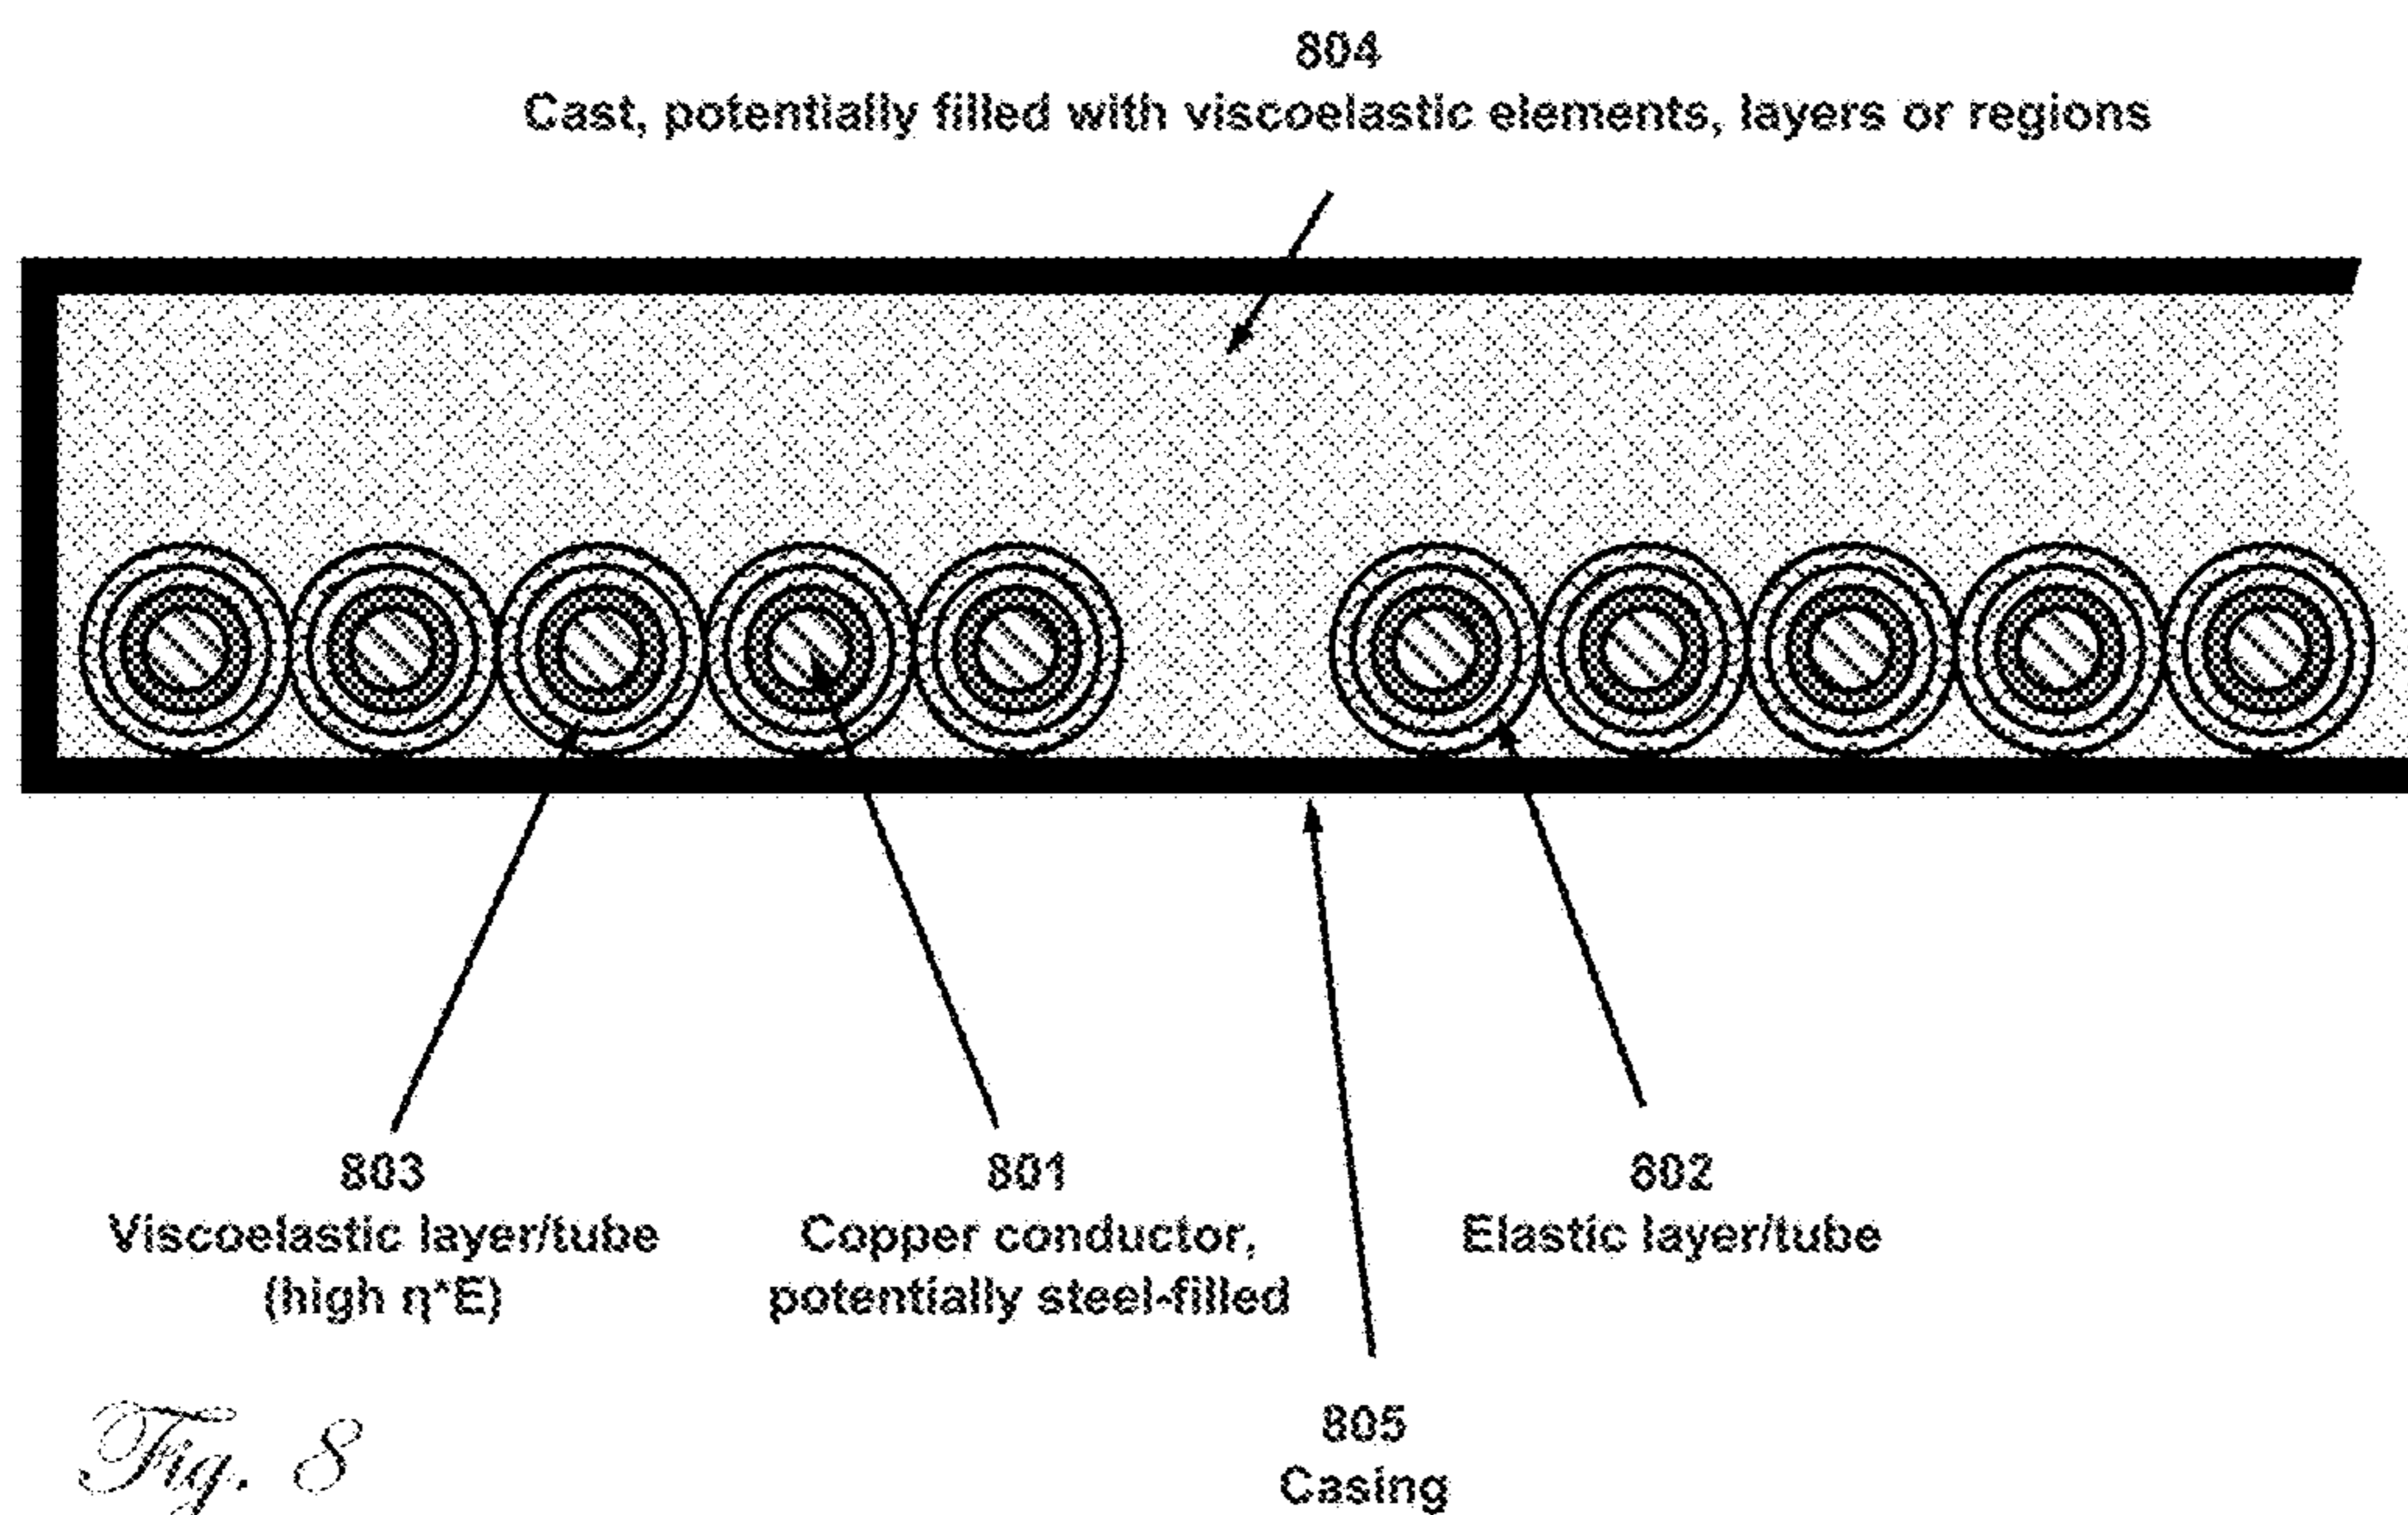 804
Cast, potentially filled with viscoelastic elements, layers or regions
803
Viscoelastic layer/tube
(high η*E)
801
Copper conductor,
potentially steel-filled
802
Elastic layer/tube
805
Casing
Fig. 8